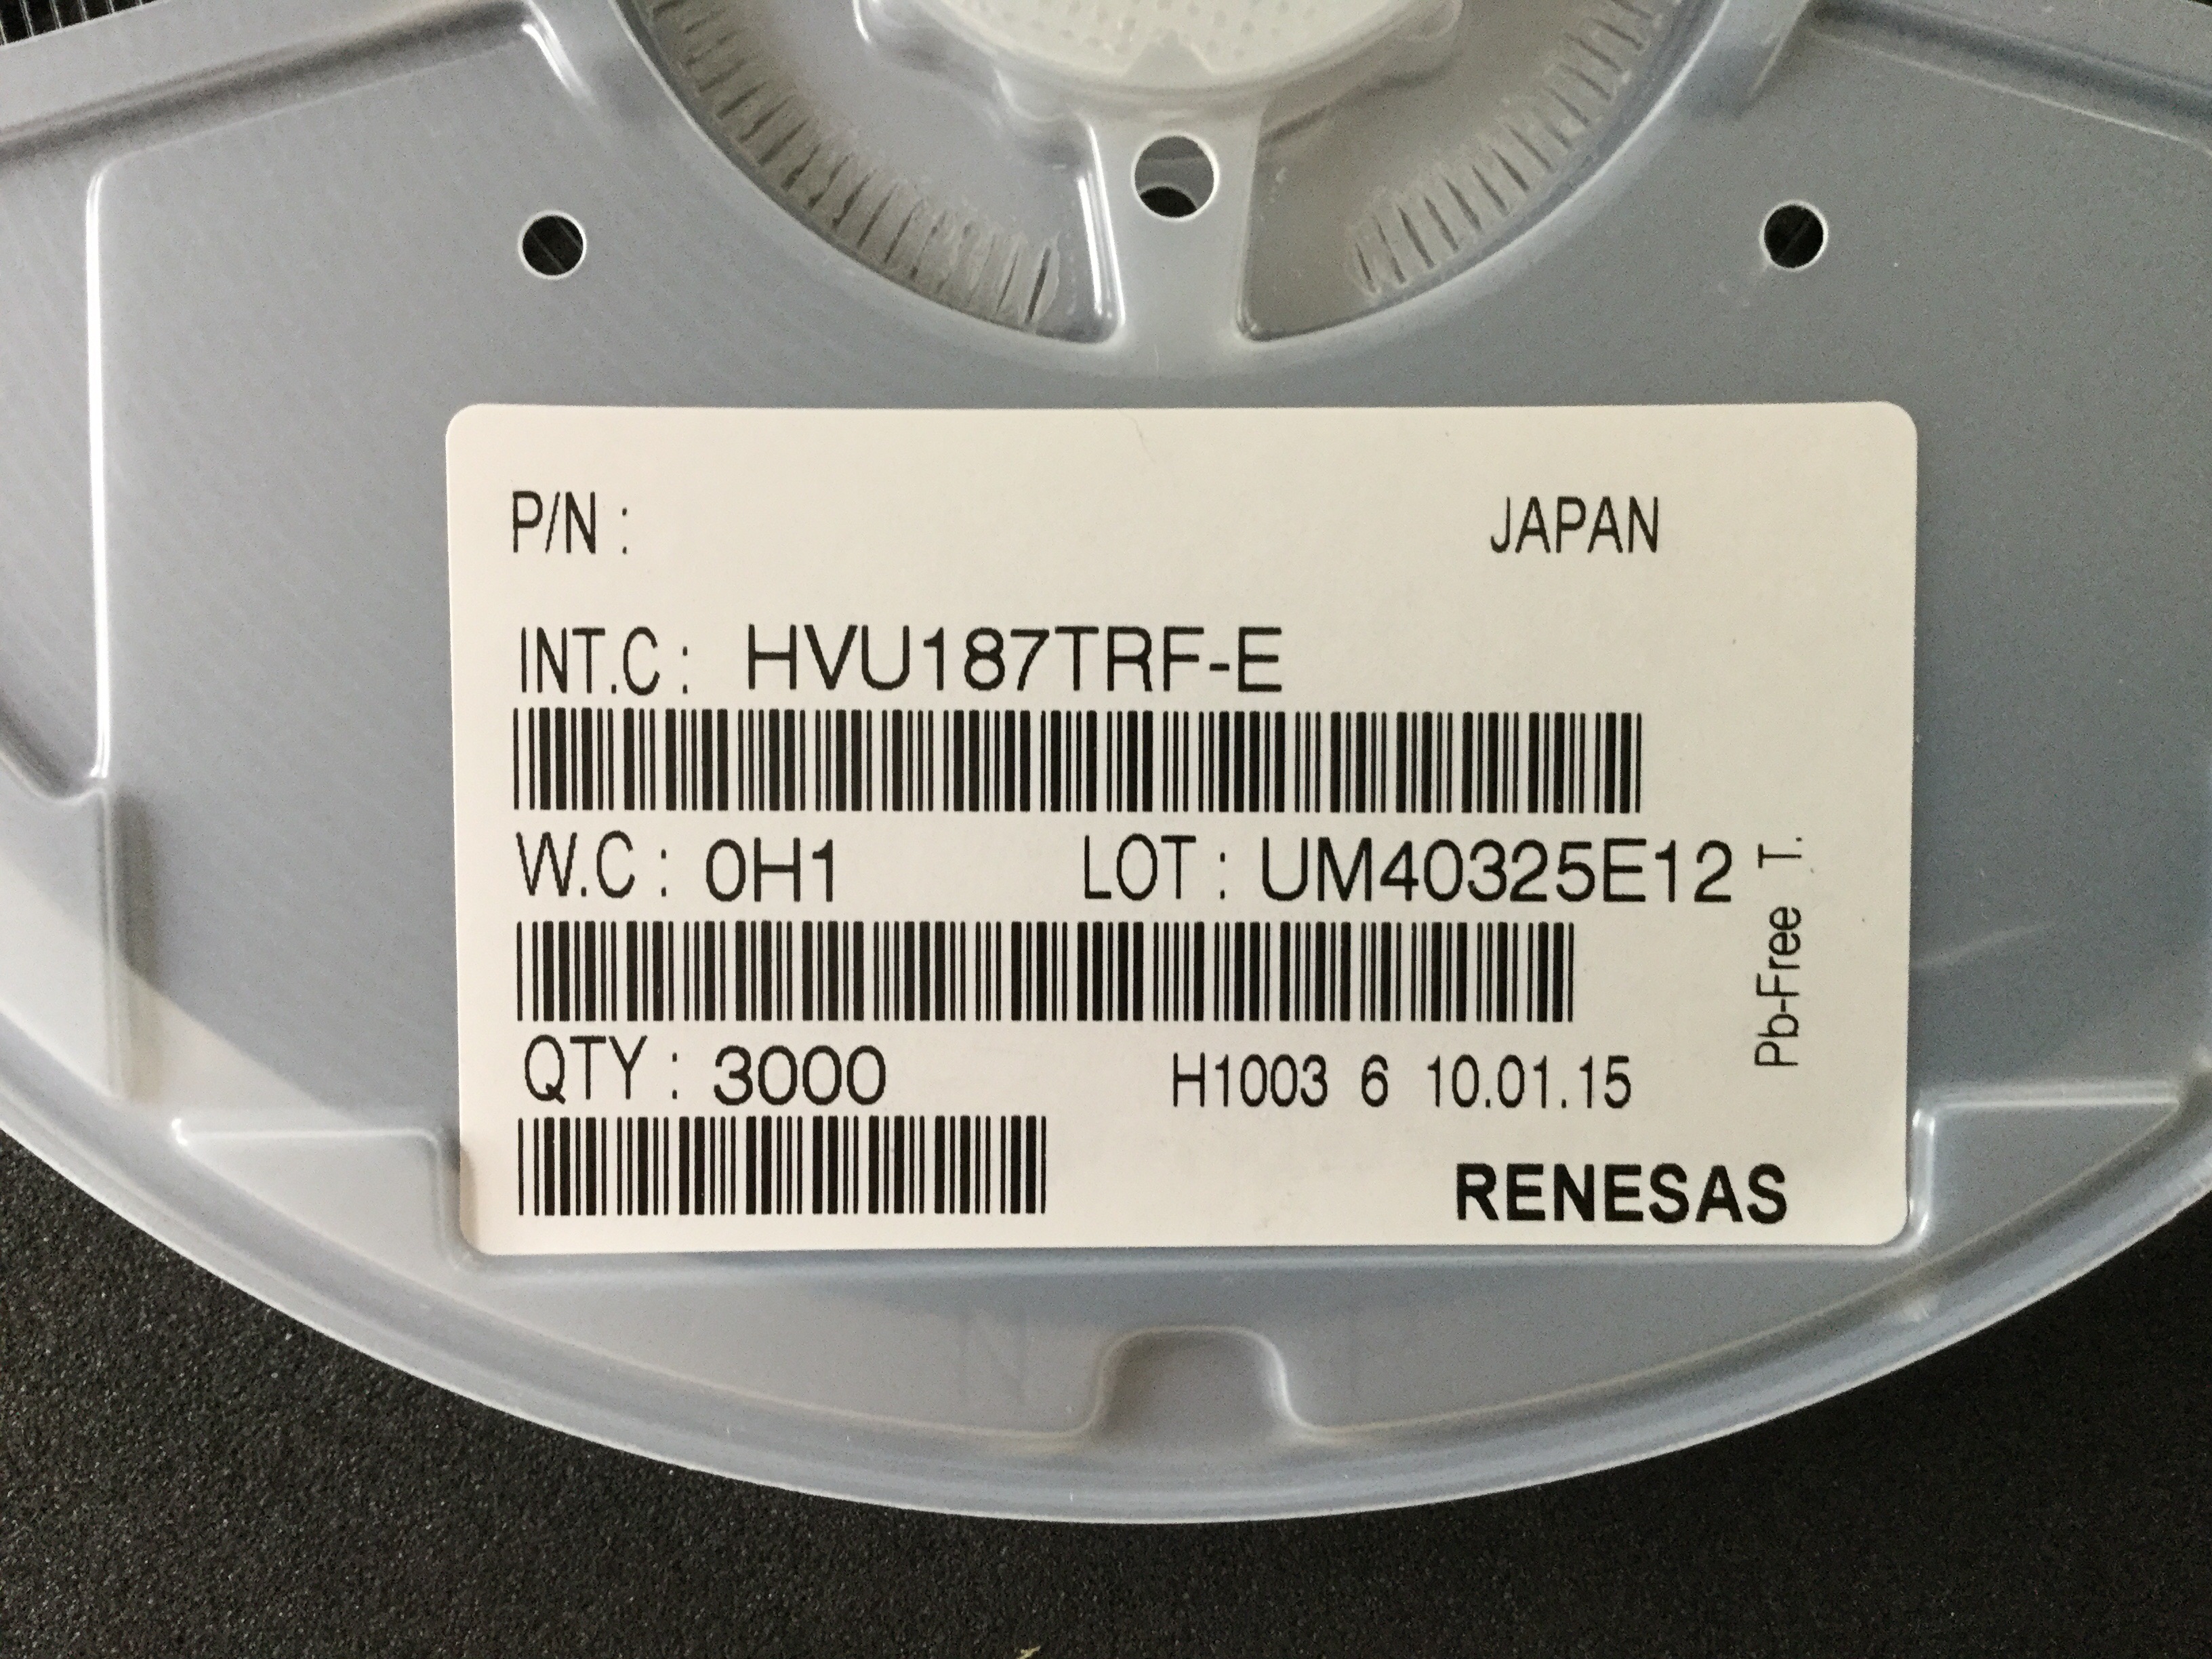 P/N : JAPAN
INT.C : HVU187TRF-E
W.C : 0H1 LOT : UM40325E12
Pb-Free T.
QTY : 3000 H1003 6 10.01.15
RENESAS